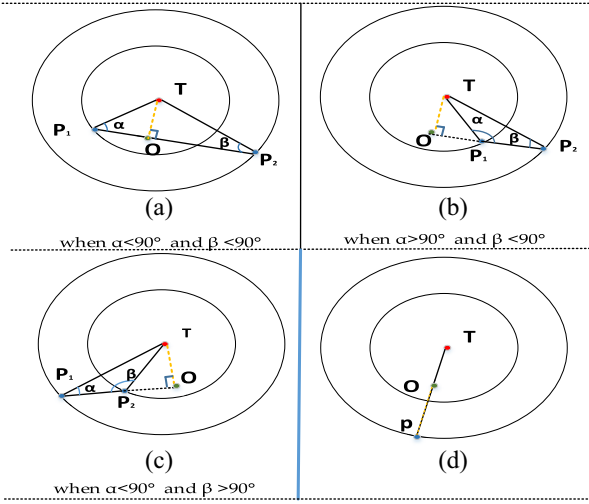 T
P₁
α
O
β
P₂
(a)
when α<90° and β <90°
T
α
O
P₁
β
P₂
(b)
when α>90° and β <90°
T
P₁
β
α
O
P₂
(c)
when α<90° and β >90°
T
O
p
(d)